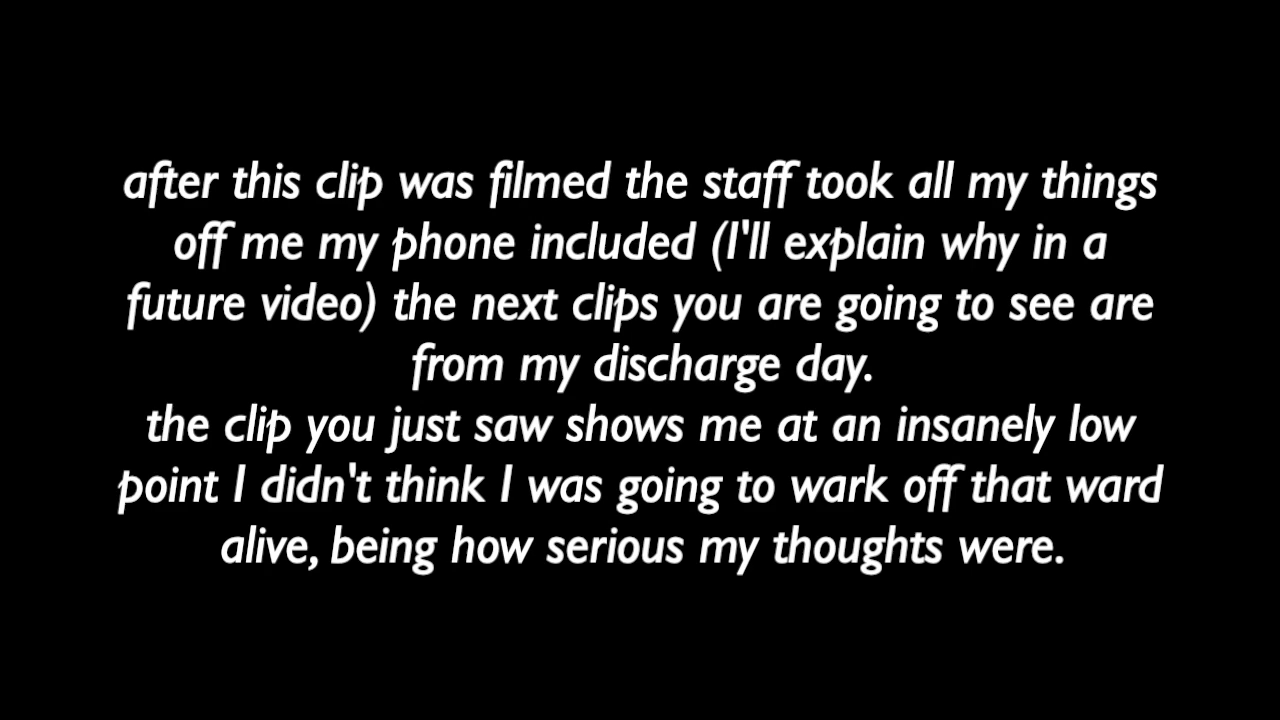 after this clip was filmed the staff took all my things
off me my phone included (I'll explain why in a
future video) the next clips you are going to see are
from my discharge day.
the clip you just saw shows me at an insanely low
point I didn't think I was going to wark off that ward
alive, being how serious my thoughts were.